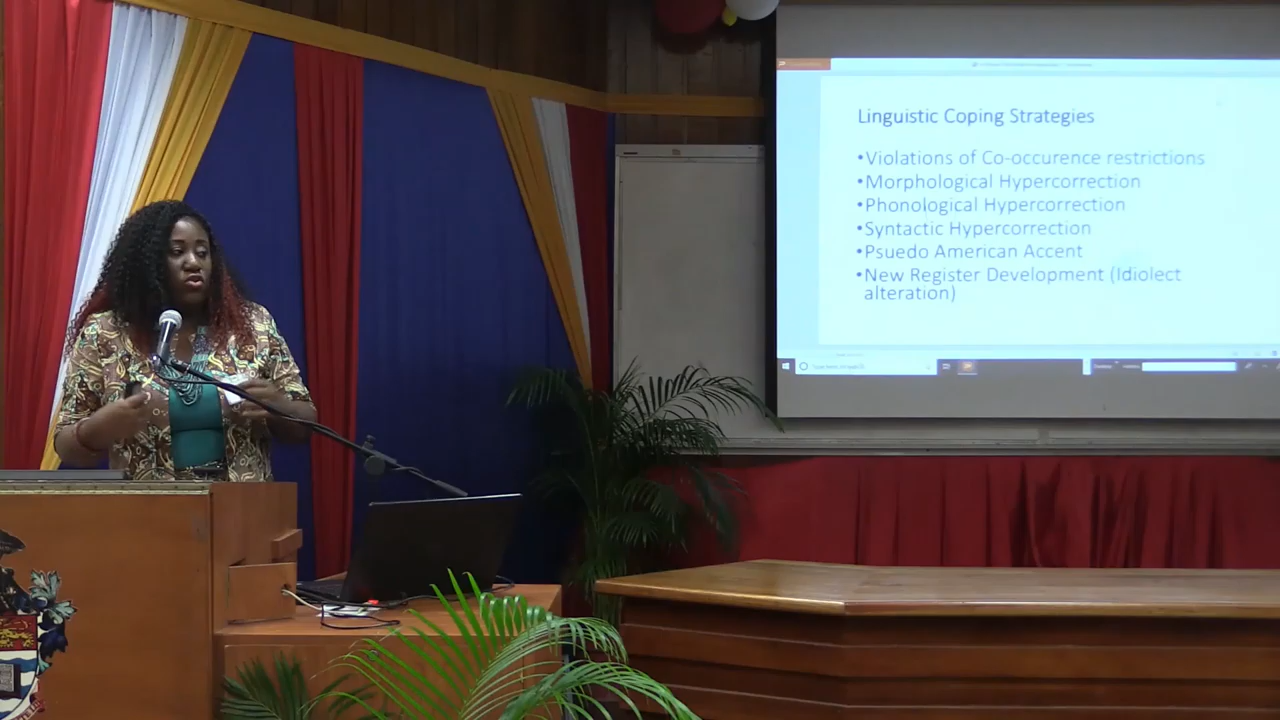 Linguistic Coping Strategies
•Violations of Co-occurence restrictions
•Morphological Hypercorrection
•Phonological Hypercorrection
•Syntactic Hypercorrection
•Psuedo American Accent
•New Register Development (Idiolect
alteration)